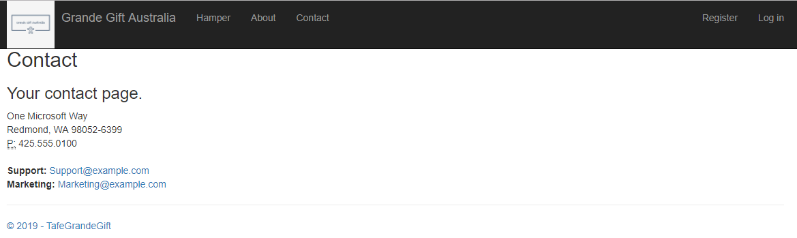 Grande Gift Australia Hamper About Contact Register Log in
Contact
Your contact page.
One Microsoft Way
Redmond, WA 98052-6399
P: 425.555.0100
Support: Support@example.com
Marketing: Marketing@example.com
© 2019 - TafeGrandeGift